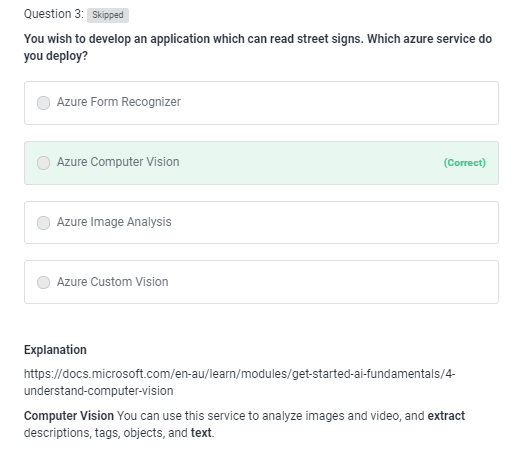 Question 3: Skipped
You wish to develop an application which can read street signs. Which azure service do
you deploy?
Azure Form Recognizer
Azure Computer Vision (Correct)
Azure Image Analysis
Azure Custom Vision
Explanation
https://docs.microsoft.com/en-au/learn/modules/get-started-ai-fundamentals/4-
understand-computer-vision
Computer Vision You can use this service to analyze images and video, and extract
descriptions, tags, objects, and text.